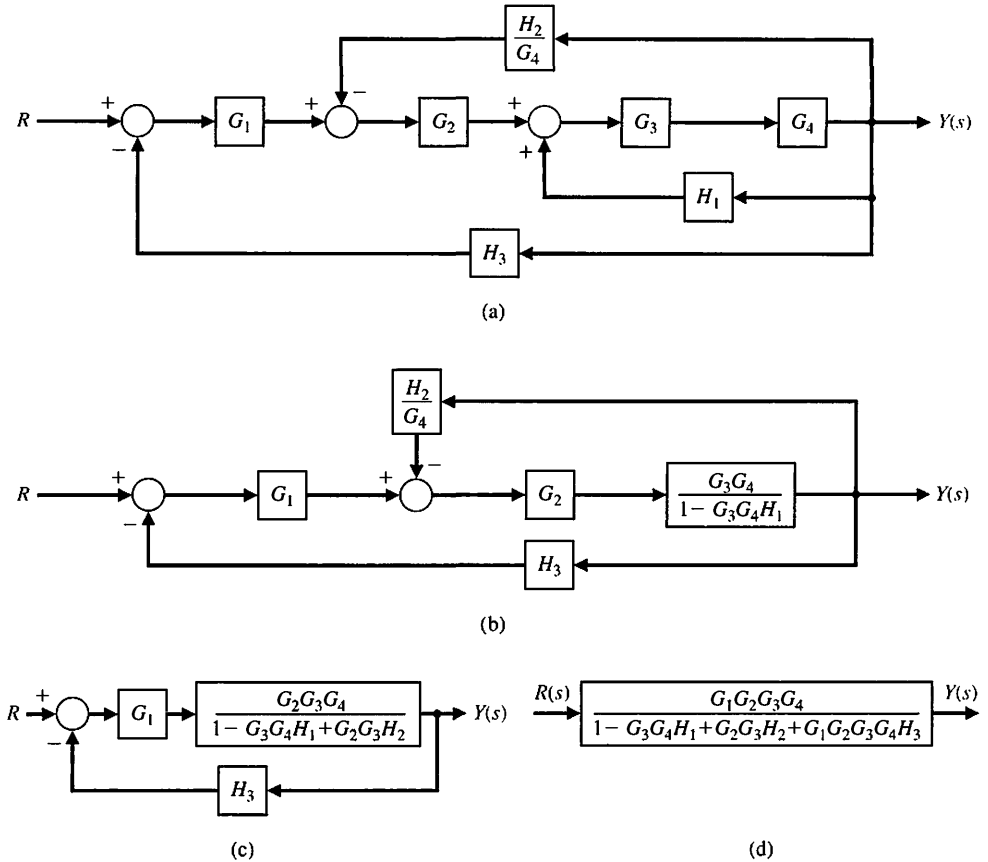 H₂
G₄
R + G₁ + − G₂ + G₃ G₄ Y(s)
− +
H₁
H₃
(a)
H₂
G₄
R + G₁ + − G₂ G₃G₄ Y(s)
1 − G₃G₄H₁
−
H₃
(b)
R + G₁ G₂G₃G₄ Y(s)
1 − G₃G₄H₁+G₂G₃H₂
−
H₃
(c)
R(s) G₁G₂G₃G₄ Y(s)
1 − G₃G₄H₁+G₂G₃H₂+G₁G₂G₃G₄H₃
(d)